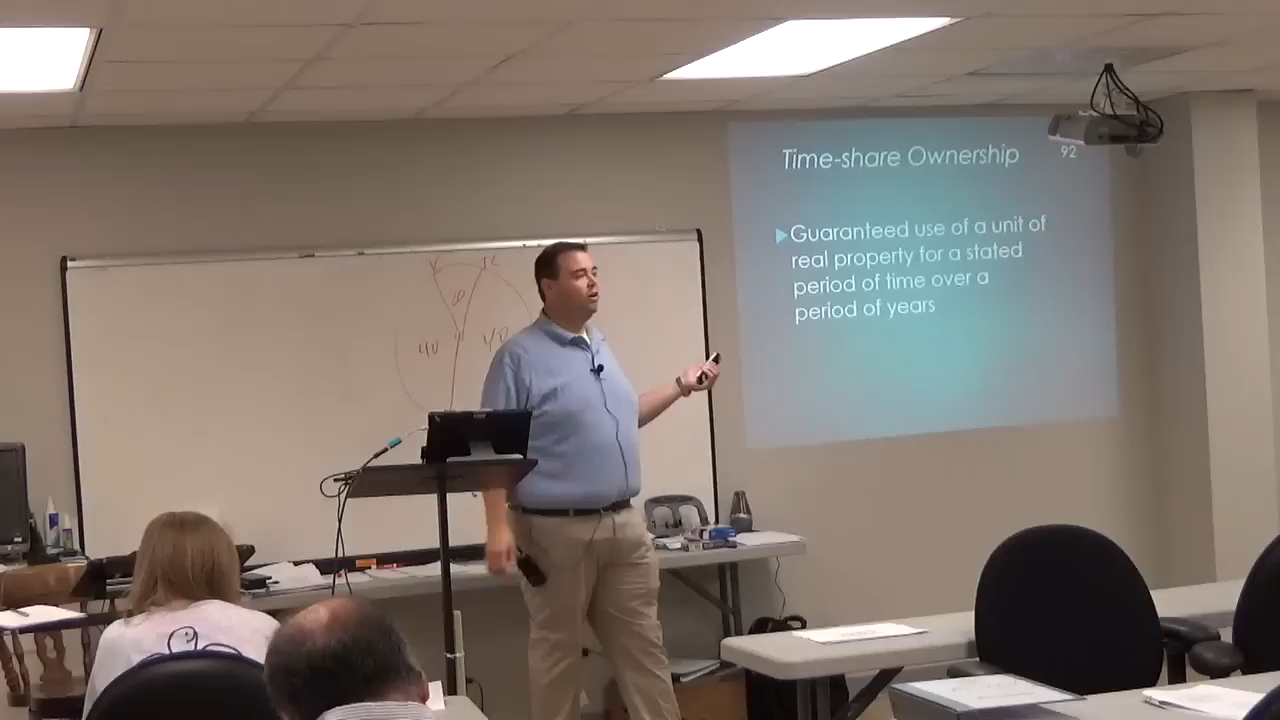 40
Time-share Ownership
92
Guaranteed use of a unit of
real property for a stated
period of time over a
period of years